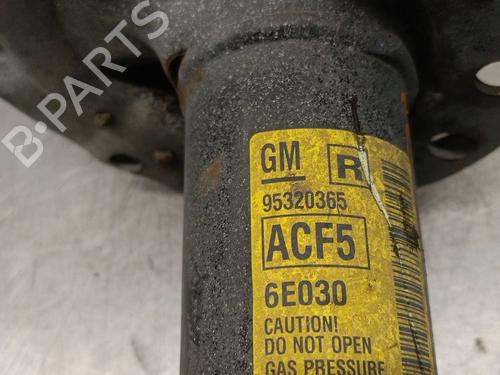 B-PARTS
GM R
95320365
ACF5
6E030
CAUTION!
DO NOT OPEN
GAS PRESSURE